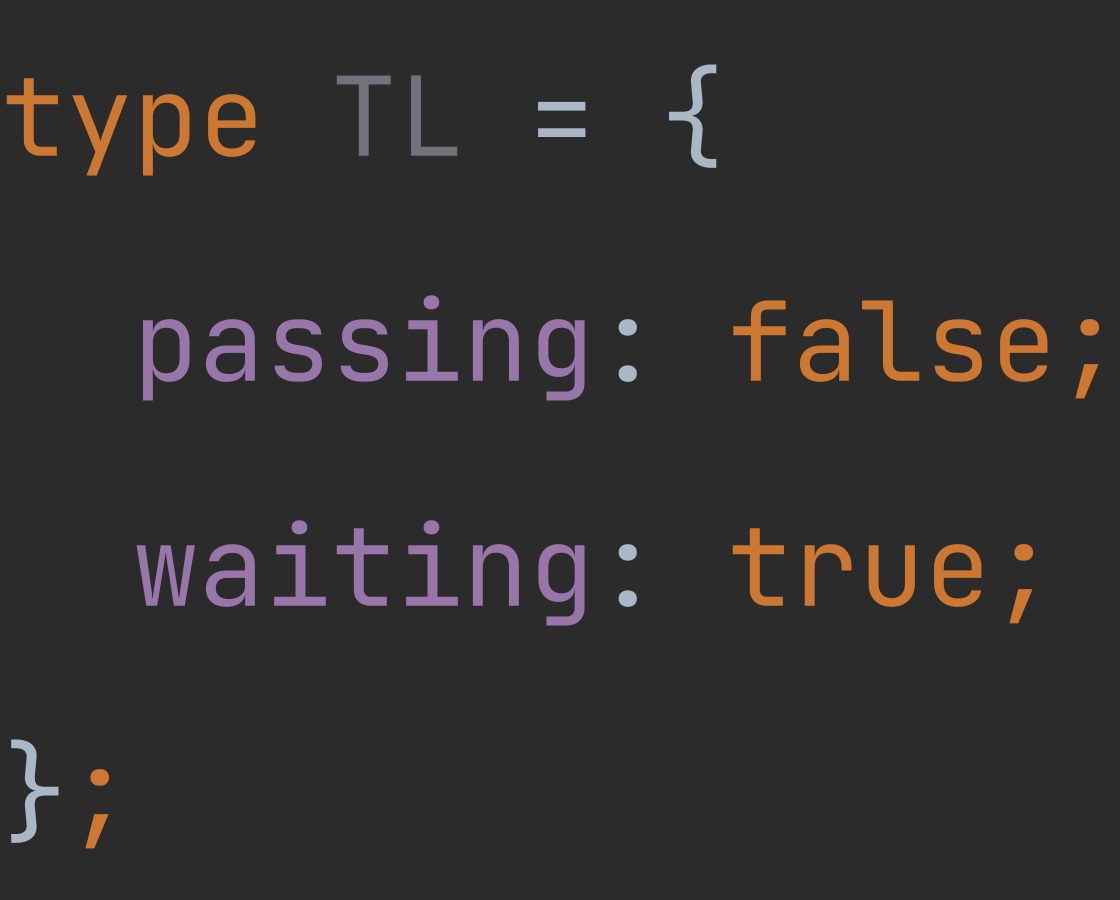 type TL = {
passing: false;
waiting: true;
};